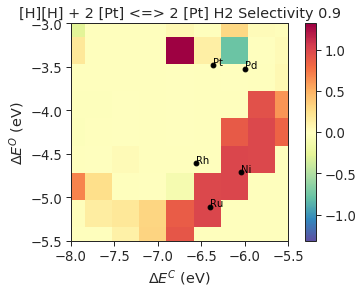 [H][H] + 2 [Pt] <=> 2 [Pt] H2 Selectivity 0.9
−3.0
−3.5
−4.0
−4.5
−5.0
−5.5
ΔE^O (eV)
Pt
Pd
Rh
Ni
Ru
−8.0 −7.5 −7.0 −6.5 −6.0 −5.5
ΔE^C (eV)
1.0
0.5
0.0
−0.5
−1.0